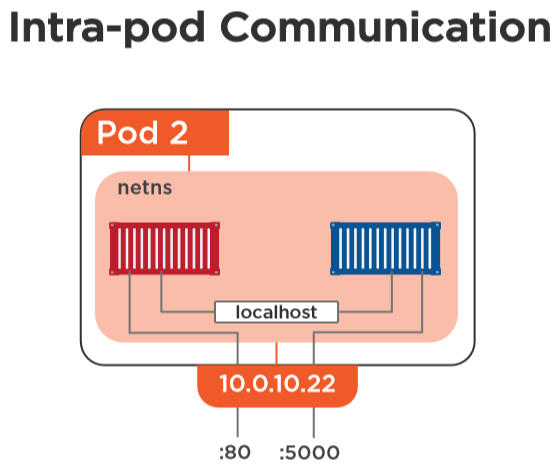 Intra-pod Communication
Pod 2
netns
localhost
10.0.10.22
:80 :5000